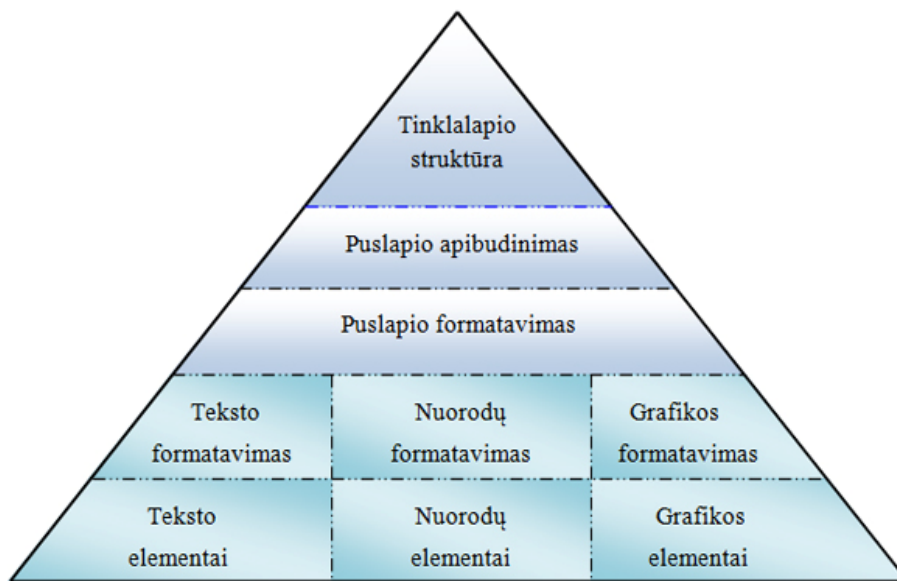 Tinklalapio
struktūra
Puslapio apibudinimas
Puslapio formatavimas
Teksto
formatavimas
Nuorodų
formatavimas
Grafikos
formatavimas
Teksto
elementai
Nuorodų
elementai
Grafikos
elementai